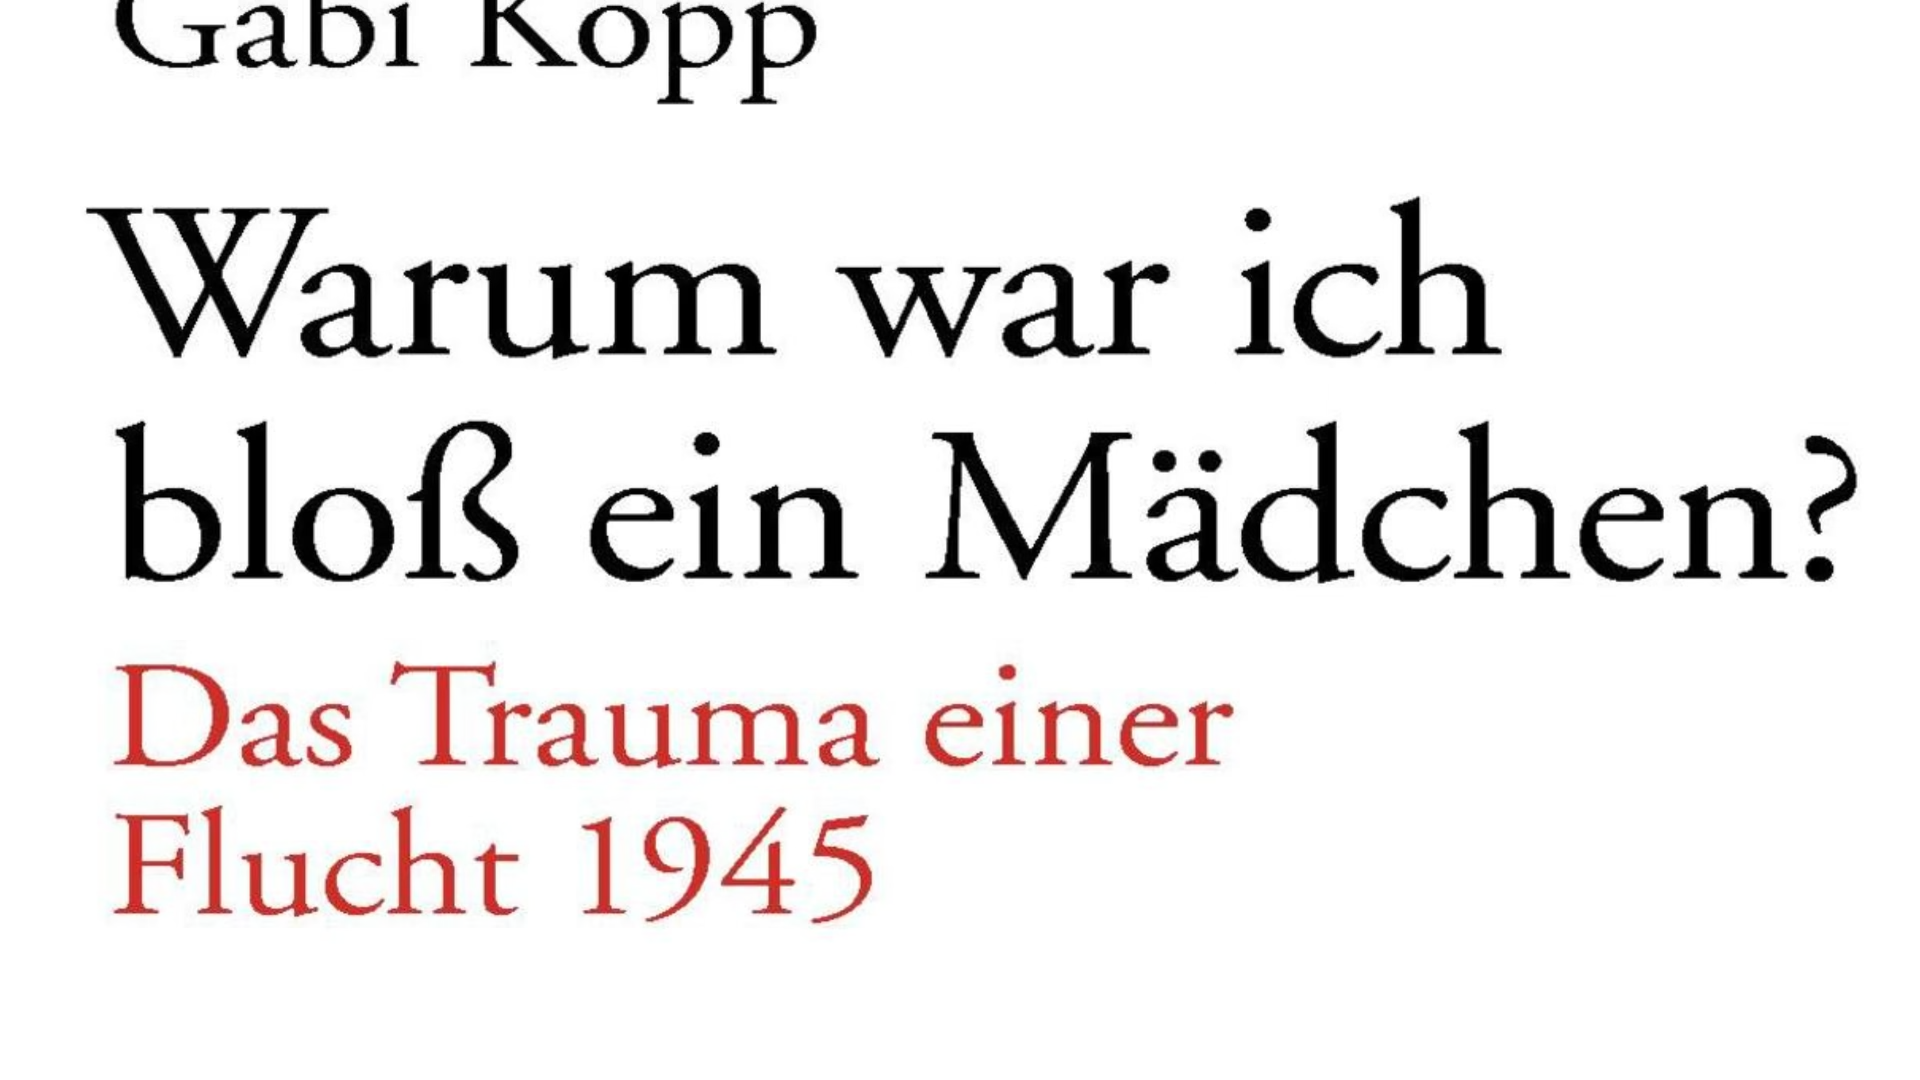 Gabi Kopp
Warum war ich
bloß ein Mädchen?
Das Trauma einer
Flucht 1945